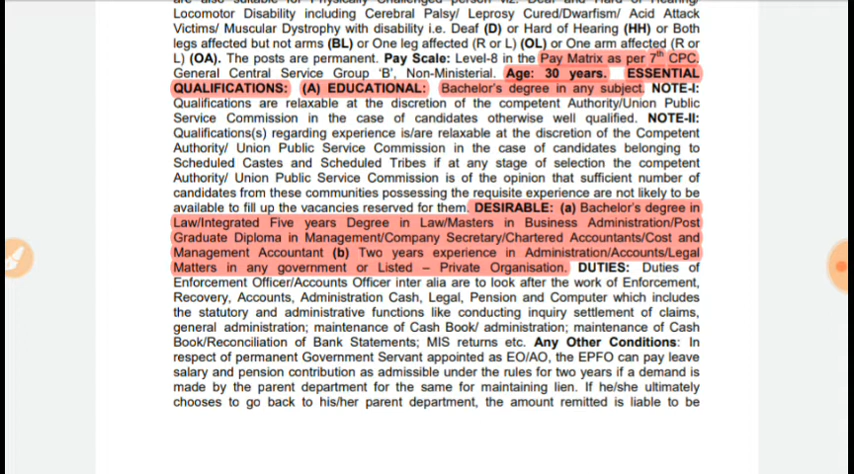 are also suitable for Physically Challenged person viz. Deaf and Hard of Hearing/
Locomotor Disability including Cerebral Palsy/ Leprosy Cured/Dwarfism/ Acid Attack
Victims/ Muscular Dystrophy with disability i.e. Deaf (D) or Hard of Hearing (HH) or Both
legs affected but not arms (BL) or One leg affected (R or L) (OL) or One arm affected (R or
L) (OA). The posts are permanent. Pay Scale: Level-8 in the Pay Matrix as per 7th CPC.
General Central Service Group ‘B’, Non-Ministerial. Age: 30 years. ESSENTIAL
QUALIFICATIONS: (A) EDUCATIONAL: Bachelor's degree in any subject. NOTE-I:
Qualifications are relaxable at the discretion of the competent Authority/Union Public
Service Commission in the case of candidates otherwise well qualified. NOTE-II:
Qualifications(s) regarding experience is/are relaxable at the discretion of the Competent
Authority/ Union Public Service Commission in the case of candidates belonging to
Scheduled Castes and Scheduled Tribes if at any stage of selection the competent
Authority/ Union Public Service Commission is of the opinion that sufficient number of
candidates from these communities possessing the requisite experience are not likely to be
available to fill up the vacancies reserved for them. DESIRABLE: (a) Bachelor's degree in
Law/Integrated Five years Degree in Law/Masters in Business Administration/Post
Graduate Diploma in Management/Company Secretary/Chartered Accountants/Cost and
Management Accountant (b) Two years experience in Administration/Accounts/Legal
Matters in any government or Listed – Private Organisation. DUTIES: Duties of
Enforcement Officer/Accounts Officer inter alia are to look after the work of Enforcement,
Recovery, Accounts, Administration Cash, Legal, Pension and Computer which includes
the statutory and administrative functions like conducting inquiry settlement of claims,
general administration; maintenance of Cash Book/ administration; maintenance of Cash
Book/Reconciliation of Bank Statements; MIS returns etc. Any Other Conditions: In
respect of permanent Government Servant appointed as EO/AO, the EPFO can pay leave
salary and pension contribution as admissible under the rules for two years if a demand is
made by the parent department for the same for maintaining lien. If he/she ultimately
chooses to go back to his/her parent department, the amount remitted is liable to be